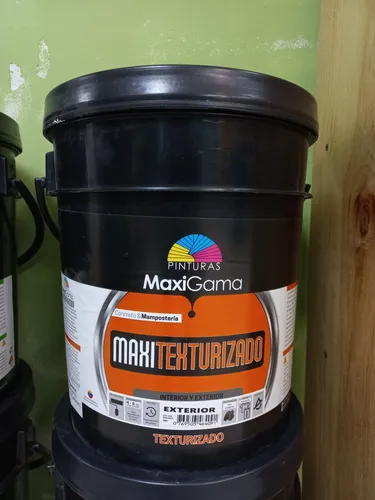 PINTURAS
MaxiGama
Concreto & Mampostería
MAXITEXTURIZADO
INTERIOR Y EXTERIOR
EXTERIOR
TEXTURIZADO